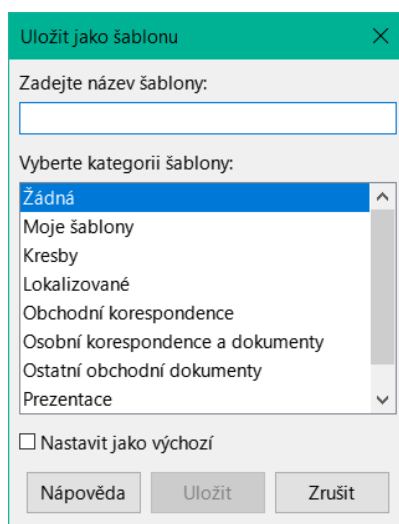 Uložit jako šablonu
Zadejte název šablony:
Vyberte kategorii šablony:
Žádná
Moje šablony
Kresby
Lokalizované
Obchodní korespondence
Osobní korespondence a dokumenty
Ostatní obchodní dokumenty
Prezentace
Nastavit jako výchozí
Nápověda Uložit Zrušit